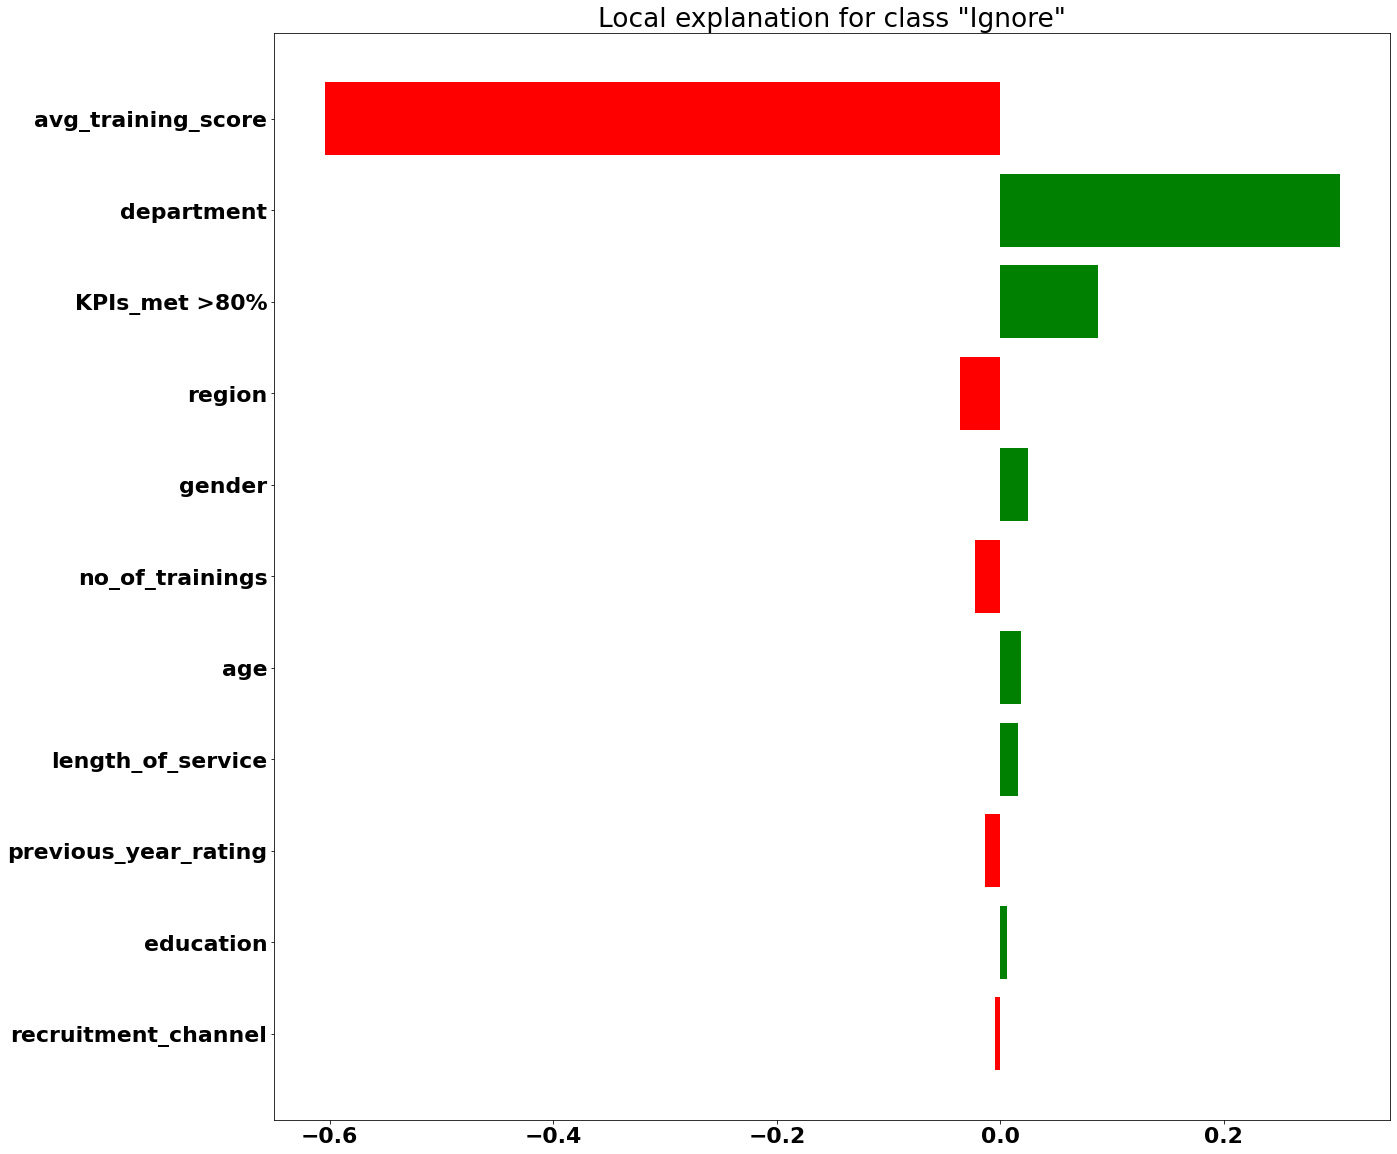 Local explanation for class "Ignore"
avg_training_score
department
KPIs_met >80%
region
gender
no_of_trainings
age
length_of_service
previous_year_rating
education
recruitment_channel
−0.6 −0.4 −0.2 0.0 0.2